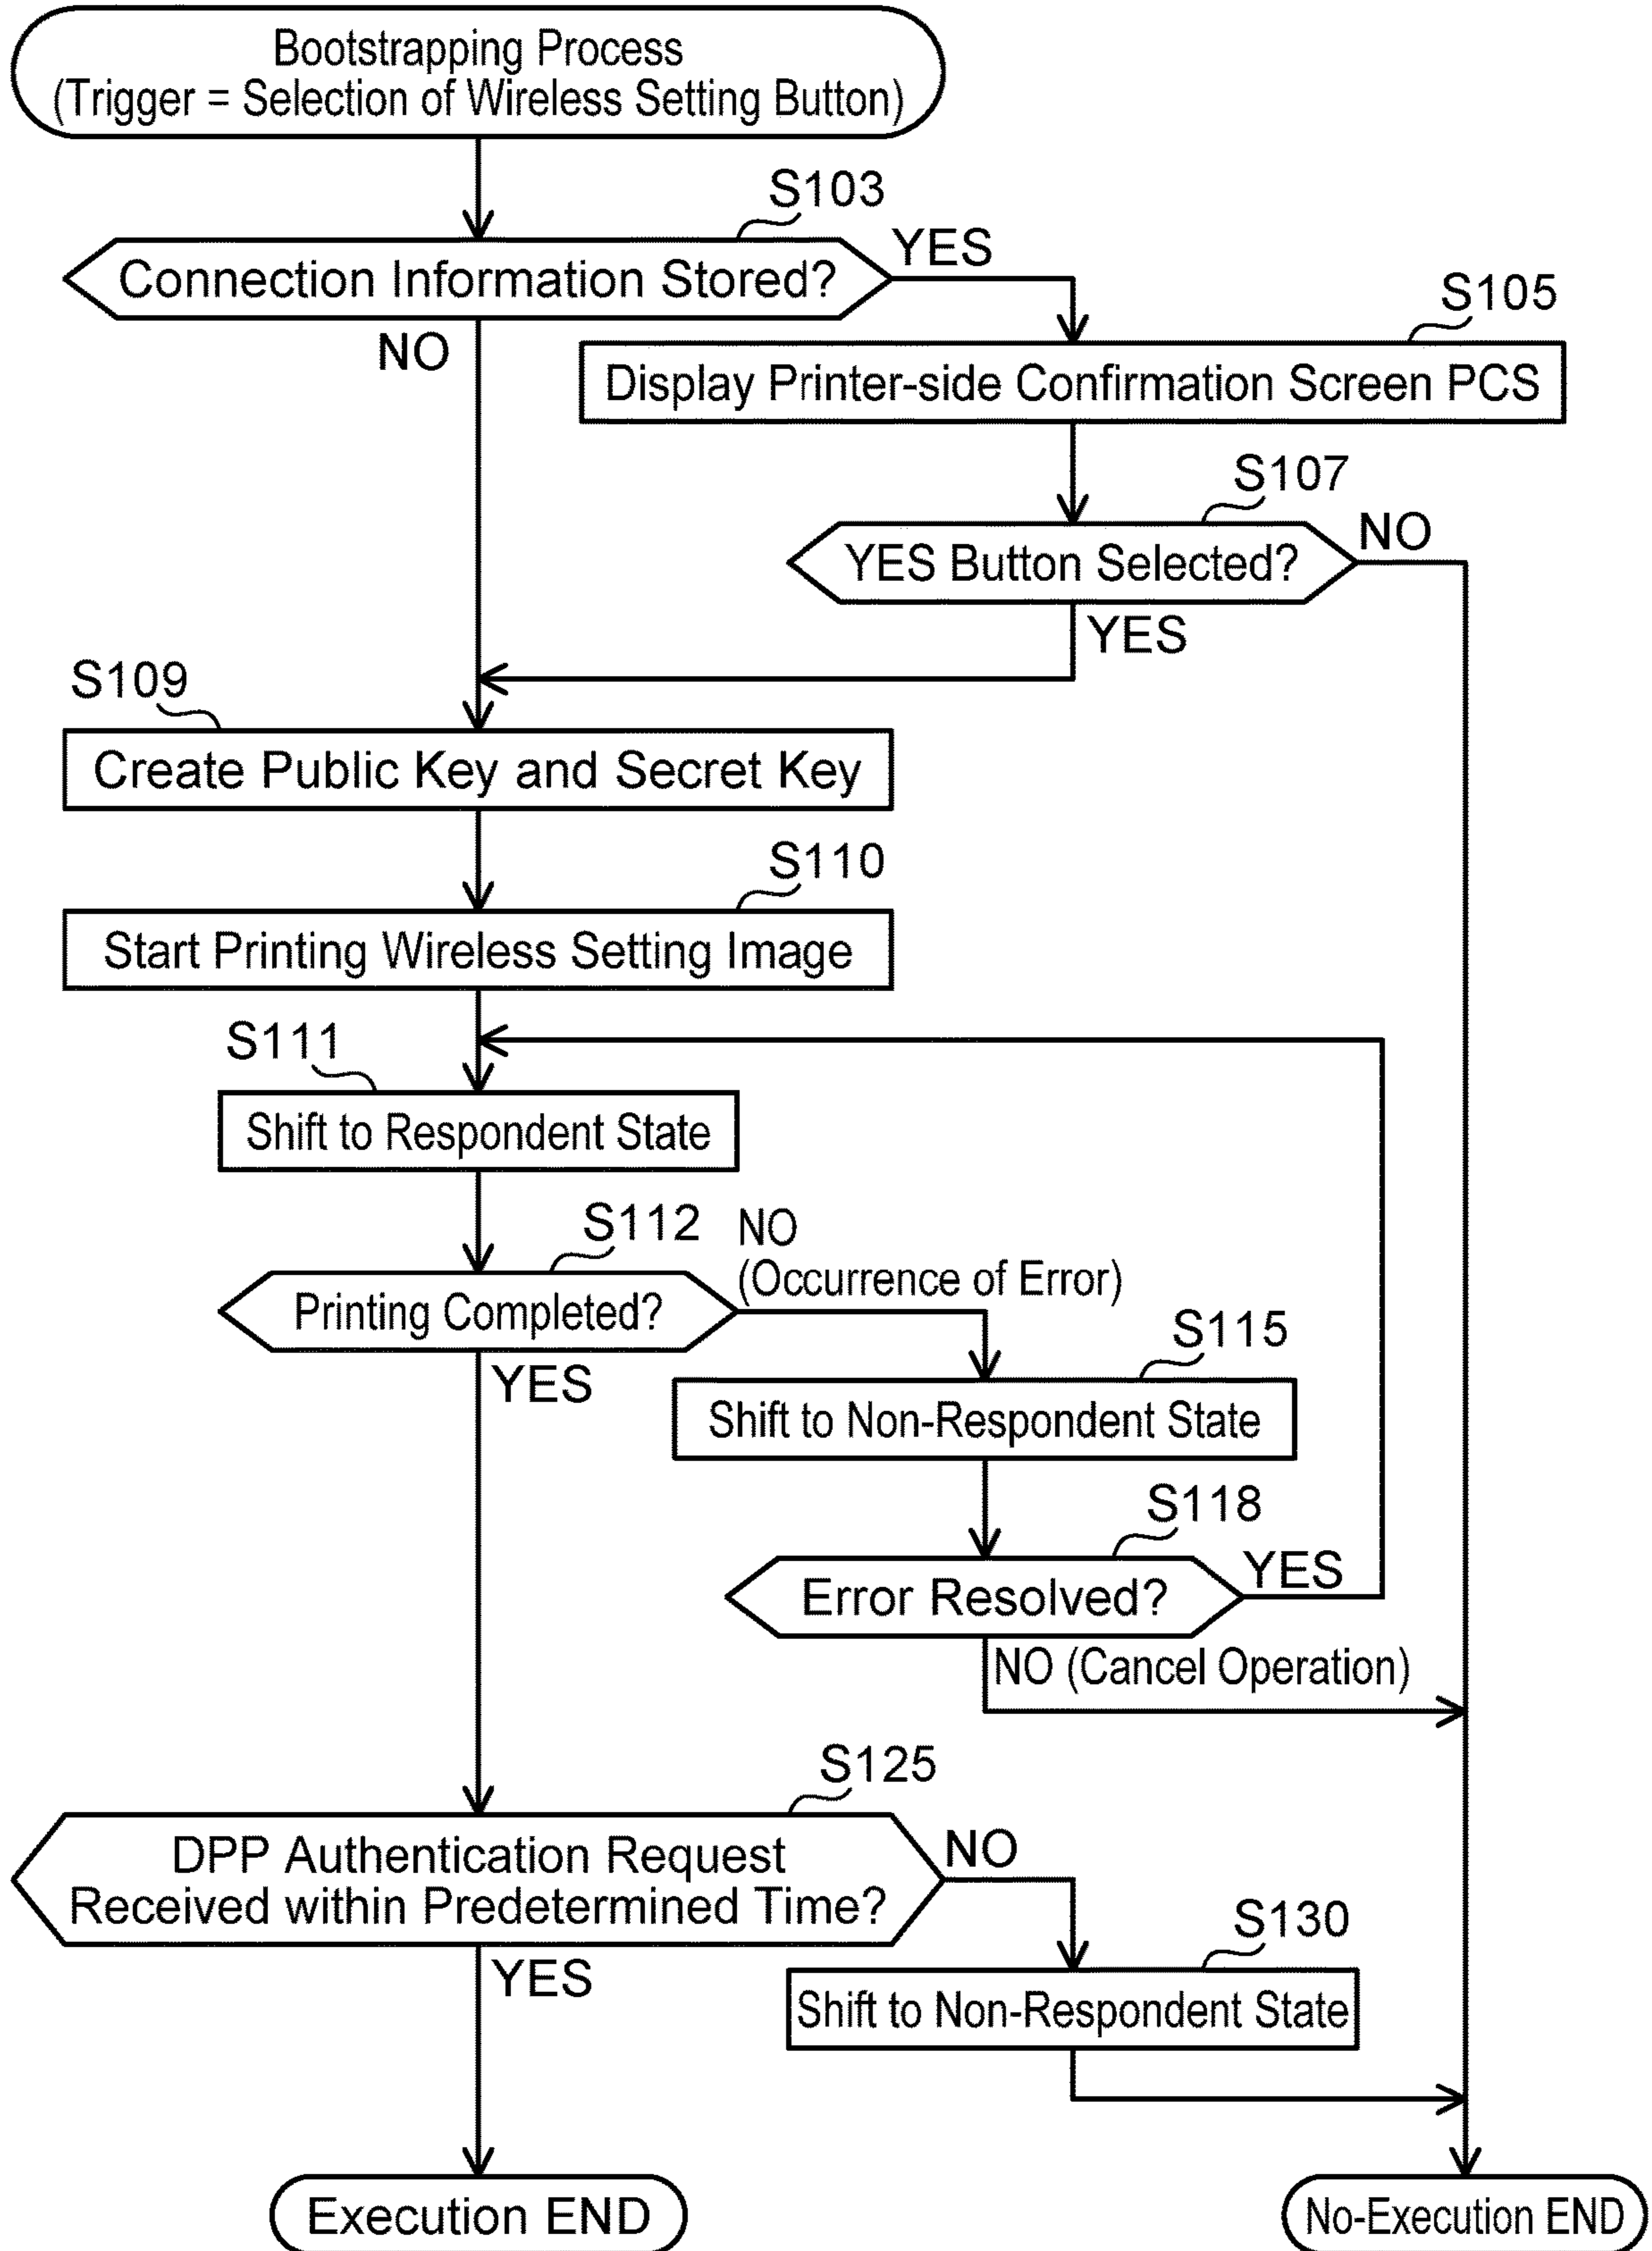 Bootstrapping Process
(Trigger = Selection of Wireless Setting Button)
S103
Connection Information Stored?
YES
NO
S105
Display Printer-side Confirmation Screen PCS
S107
YES Button Selected?
NO
YES
S109
Create Public Key and Secret Key
S110
Start Printing Wireless Setting Image
S111
Shift to Respondent State
S112
Printing Completed?
NO
(Occurrence of Error)
YES
S115
Shift to Non-Respondent State
S118
Error Resolved?
YES
NO (Cancel Operation)
S125
DPP Authentication Request
Received within Predetermined Time?
NO
YES
S130
Shift to Non-Respondent State
Execution END
No-Execution END